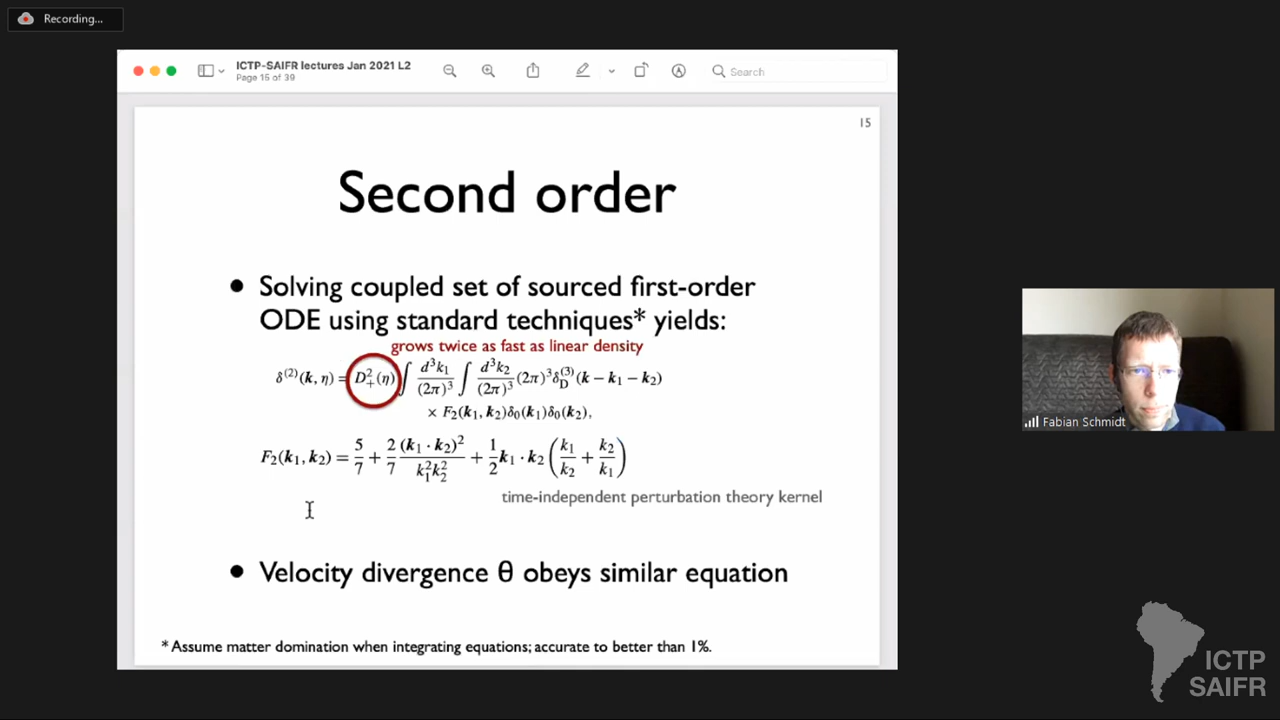 Recording...
ICTP-SAIFR lectures Jan 2021 L2
Page 15 of 39
Search
15
Second order
• Solving coupled set of sourced first-order
ODE using standard techniques* yields:
grows twice as fast as linear density
δ⁽²⁾(k, η) = D₊²(η) ∫ d³k₁/(2π)³ ∫ d³k₂/(2π)³ (2π)³ δ_D⁽³⁾(k − k₁ − k₂)
× F₂(k₁, k₂)δ₀(k₁)δ₀(k₂),
F₂(k₁, k₂) = 5/7 + 2/7 (k₁ · k₂)²/k₁²k₂² + 1/2 k₁ · k₂ (k₁/k₂ + k₂/k₁)
time-independent perturbation theory kernel
• Velocity divergence θ obeys similar equation
* Assume matter domination when integrating equations; accurate to better than 1%.
Fabian Schmidt
ICTP
SAIFR